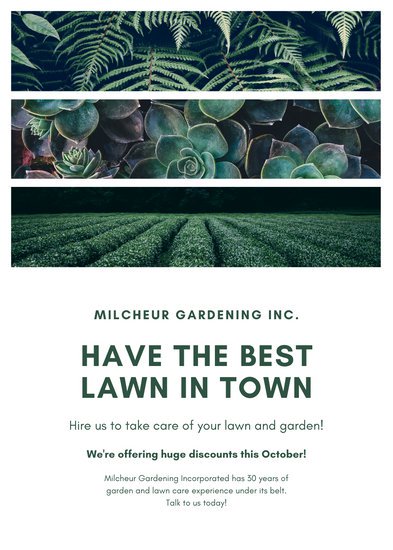 MILCHEUR GARDENING INC.
HAVE THE BEST
LAWN IN TOWN
Hire us to take care of your lawn and garden!
We're offering huge discounts this October!
Milcheur Gardening Incorporated has 30 years of
garden and lawn care experience under its belt.
Talk to us today!